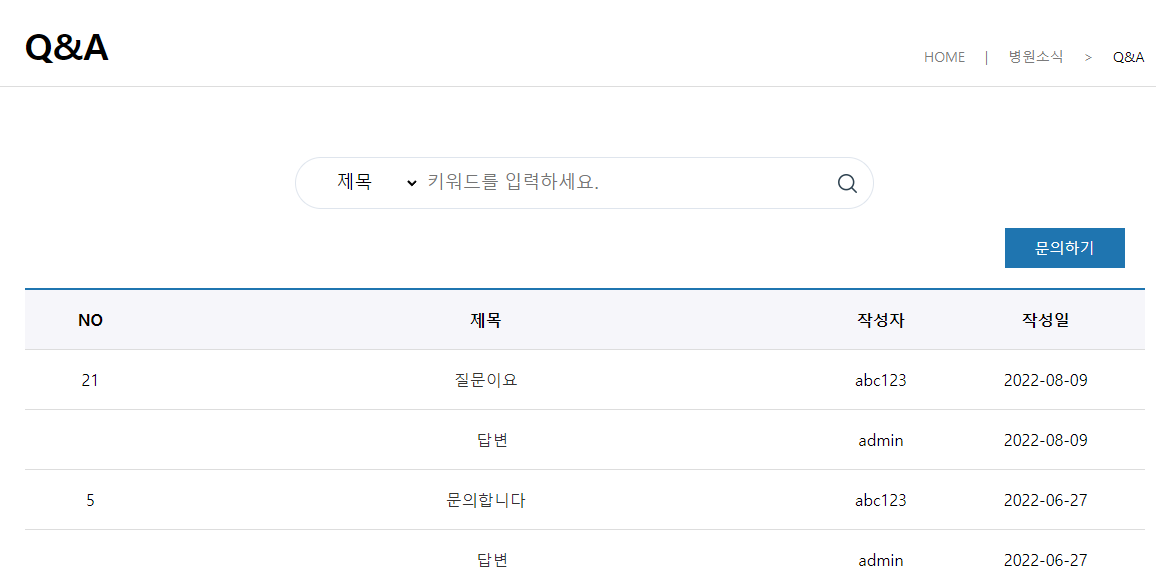 Q&A
HOME | 병원소식 > Q&A
제목 키워드를 입력하세요.
문의하기
NO 제목 작성자 작성일
21 질문이요 abc123 2022-08-09
답변 admin 2022-08-09
5 문의합니다 abc123 2022-06-27
답변 admin 2022-06-27